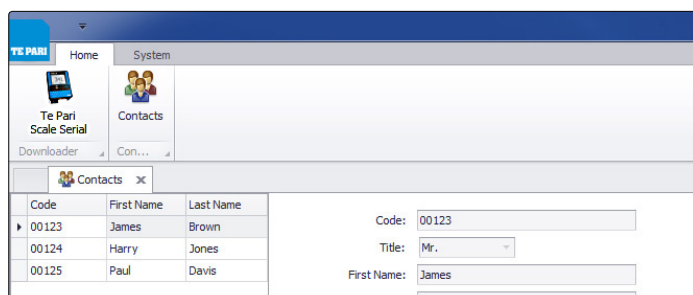 TE PARI
Home System
Te Pari
Scale Serial
Contacts
Downloader Con...
Contacts x
Code First Name Last Name
00123 James Brown
00124 Harry Jones
00125 Paul Davis
Code: 00123
Title: Mr.
First Name: James